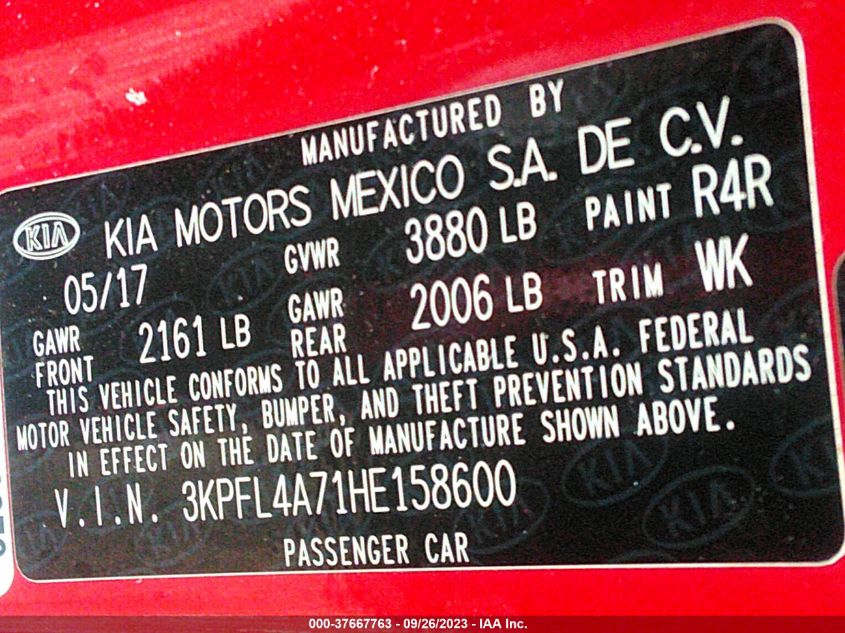 MANUFACTURED BY
KIA KIA MOTORS MEXICO S.A. DE C.V.
05/17 GVWR 3880 LB PAINT R4R
GAWR FRONT 2161 LB GAWR REAR 2006 LB TRIM WK
THIS VEHICLE CONFORMS TO ALL APPLICABLE U.S.A. FEDERAL
MOTOR VEHICLE SAFETY, BUMPER, AND THEFT PREVENTION STANDARDS
IN EFFECT ON THE DATE OF MANUFACTURE SHOWN ABOVE.
V.I.N. 3KPFL4A71HE158600
PASSENGER CAR
000-37667763 - 09/26/2023 - IAA Inc.